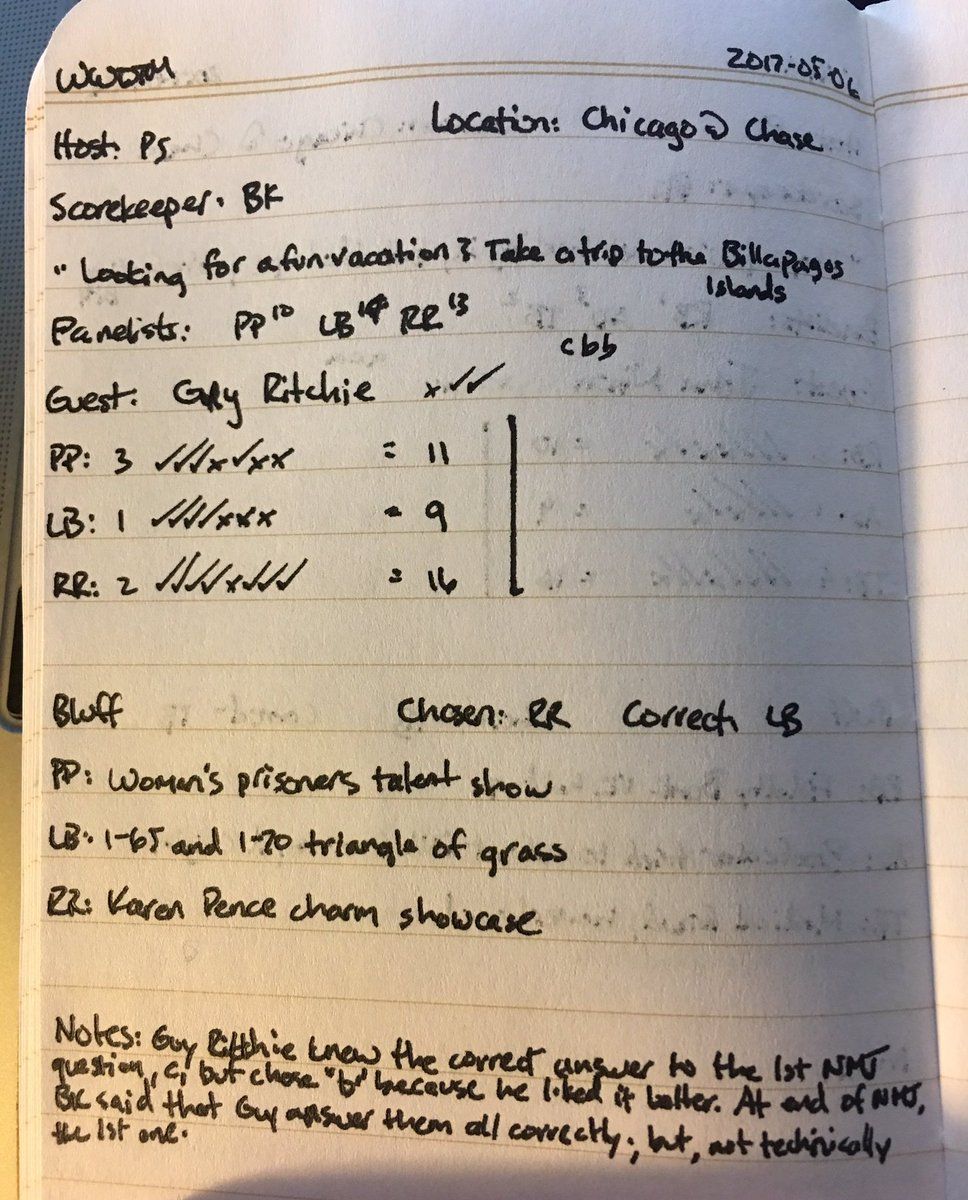 WWDTM 2017-05-06
Host: PS Location: Chicago @ Chase
Scorekeeper: BK
"Looking for a fun vacation? Take a trip to the Billapagos
Islands"
Panelists: PP 10 LB 14 RR 13
cbb
Guest: Guy Ritchie x✓✓
PP: 3 ✓✓✓x✓xx = 11
LB: 1 ✓✓✓✓xxx = 9
RR: 2 ✓✓✓✓x✓✓✓ = 16
Bluff Chosen: RR Correct: LB
PP: Women's prisoners talent show
LB: I-65 and I-70 triangle of grass
RR: Karen Pence charm showcase
Notes: Guy Ritchie knew the correct answer to the 1st NMJ
question, c, but chose "b" because he liked it better. At end of NMJ,
BK said that Guy answer them all correctly; but, not technically
the 1st one.